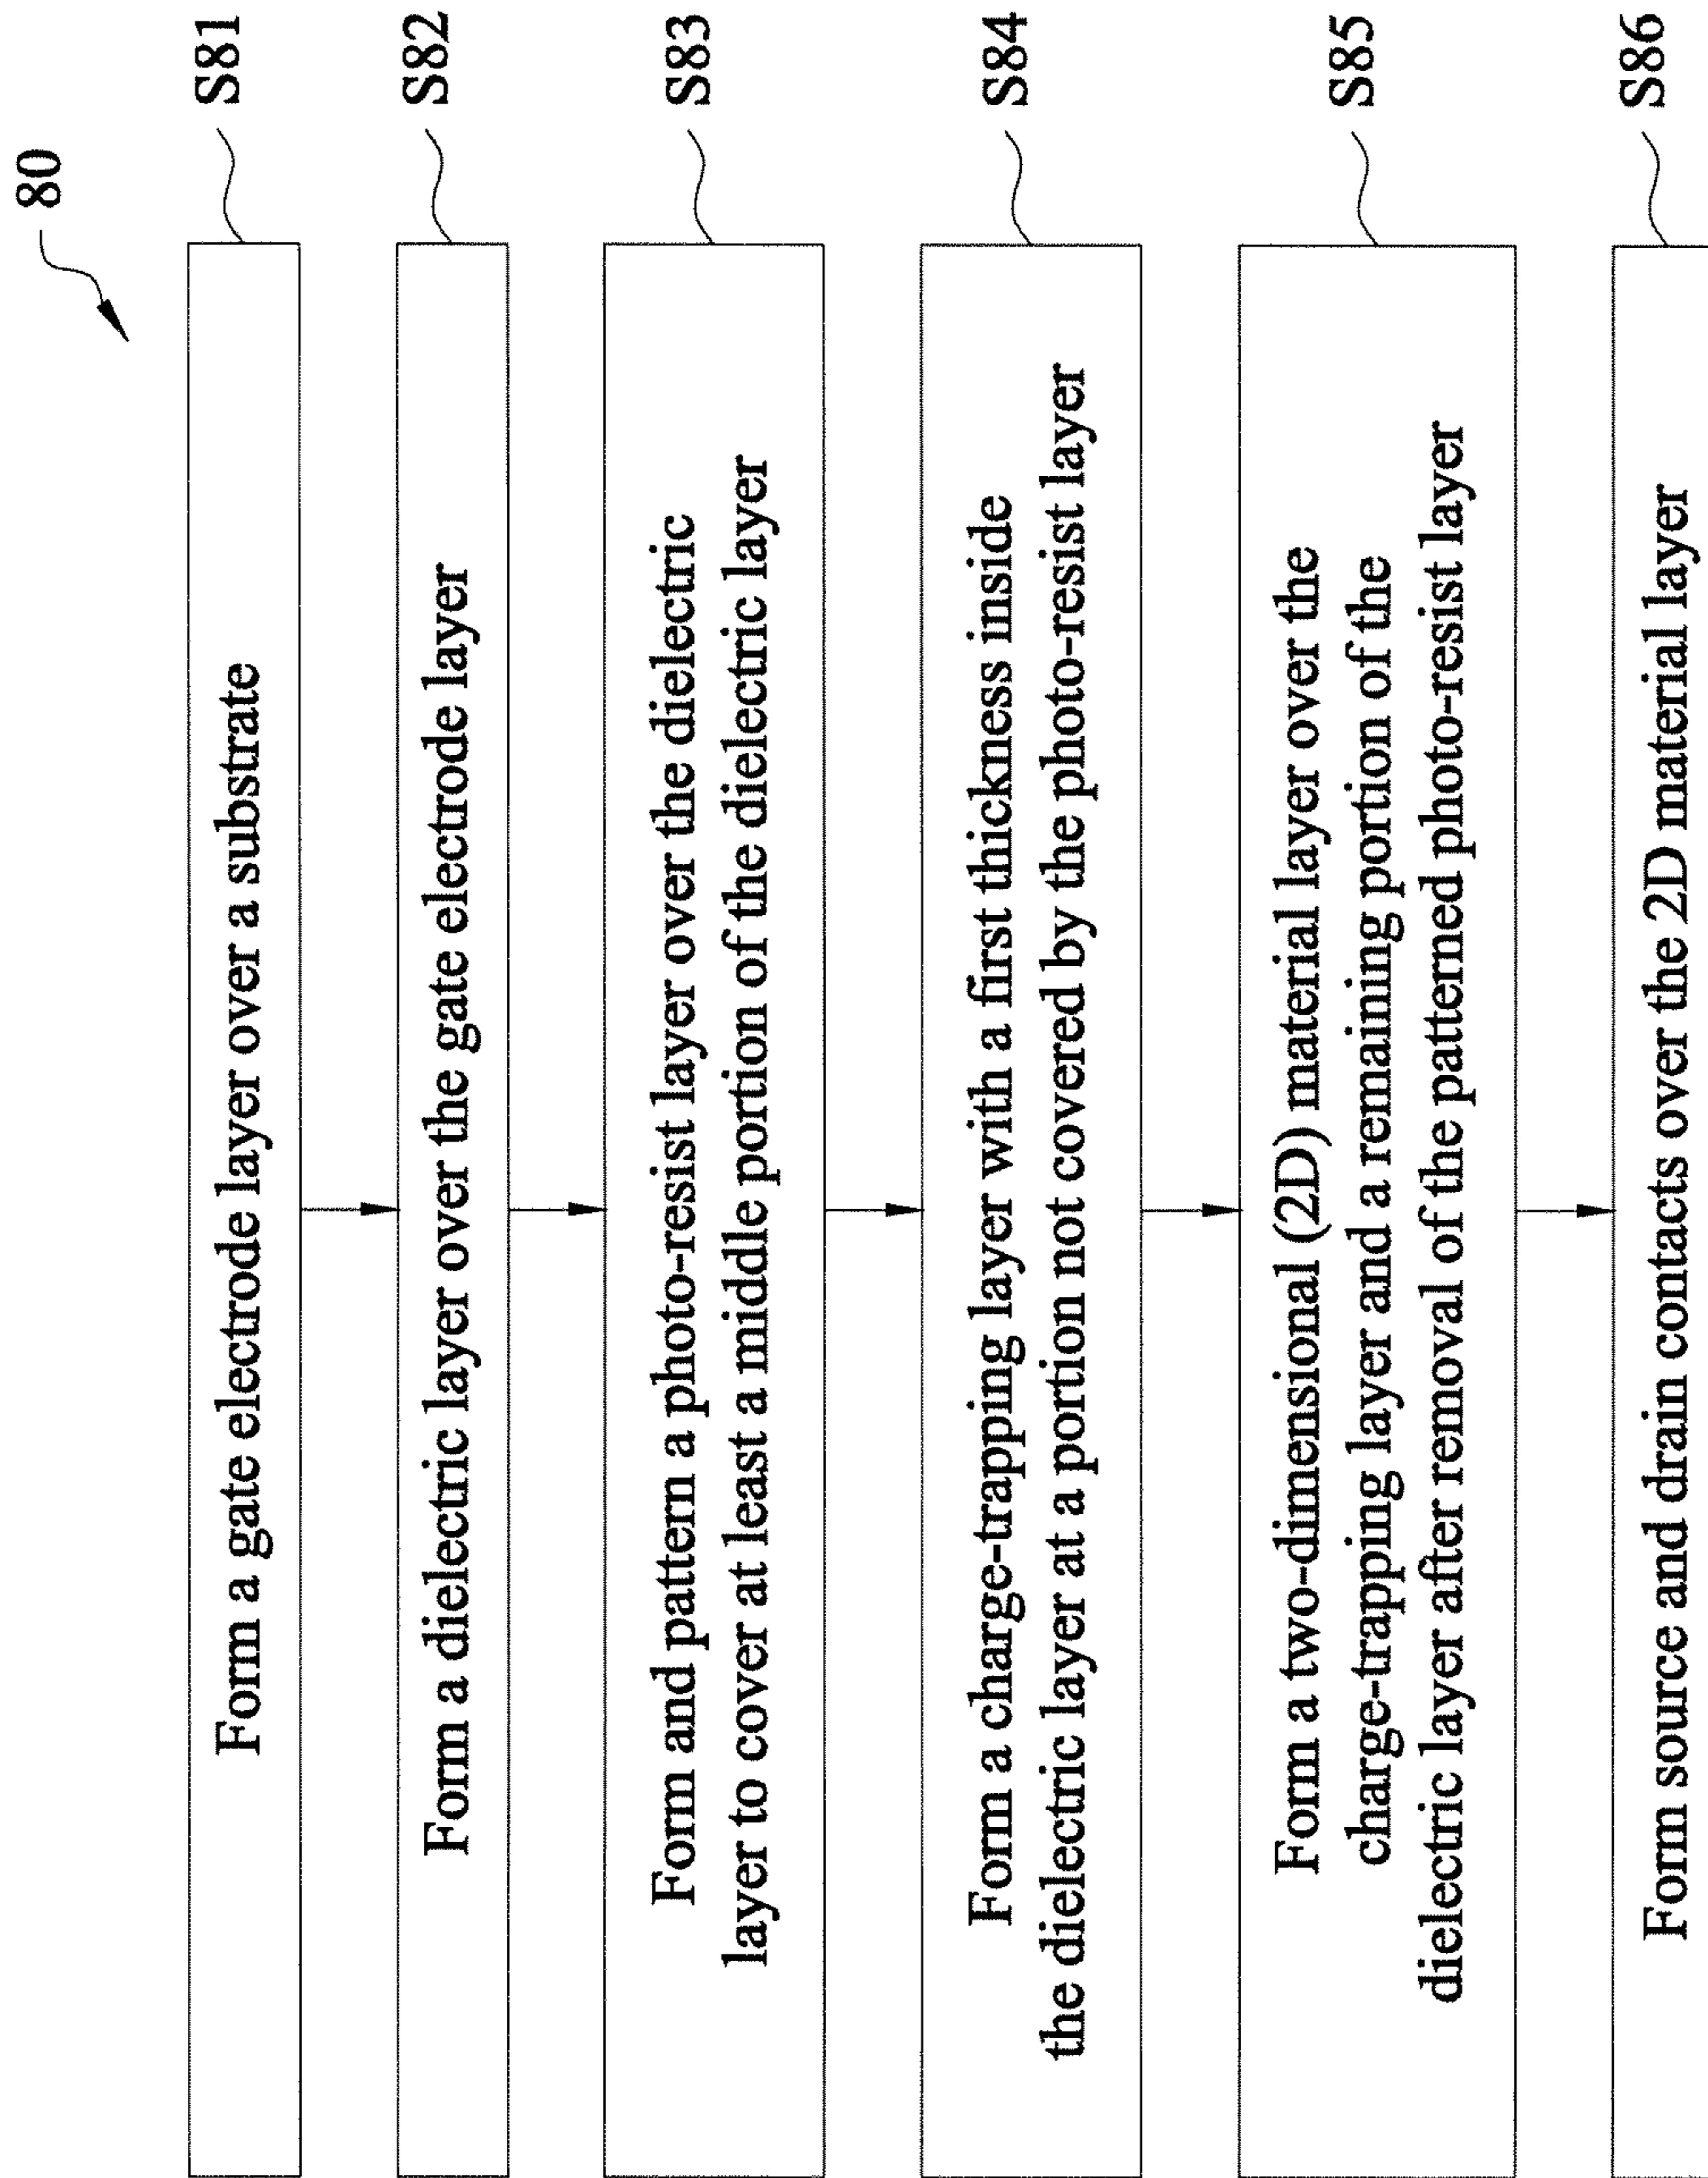 80
Form a gate electrode layer over a substrate
S81
Form a dielectric layer over the gate electrode layer
S82
Form and pattern a photo-resist layer over the dielectric
layer to cover at least a middle portion of the dielectric layer
S83
Form a charge-trapping layer with a first thickness inside
the dielectric layer at a portion not covered by the photo-resist layer
S84
Form a two-dimensional (2D) material layer over the
charge-trapping layer and a remaining portion of the
dielectric layer after removal of the patterned photo-resist layer
S85
Form source and drain contacts over the 2D material layer
S86